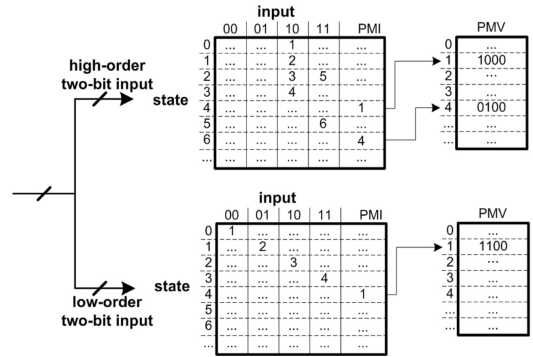 input
00 01 10 11 PMI
0 ... ... 1 ... ...
1 ... ... 2 ... ...
2 ... ... 3 5 ...
3 ... ... 4 ... ...
4 ... ... ... ... 1
5 ... ... ... 6 ...
6 ... ... ... ... 4
... ... ... ... ... ...
high-order
two-bit input
state
PMV
0 ...
1 1000
2 ...
3 ...
4 0100
... ...
... ...
input
00 01 10 11 PMI
0 1 ... ... ... ...
1 ... 2 ... ... ...
2 ... ... 3 ... ...
3 ... ... ... 4 ...
4 ... ... ... ... 1
5 ... ... ... ... ...
6 ... ... ... ... ...
... ... ... ... ... ...
state
low-order
two-bit input
PMV
0 ...
1 1100
2 ...
3 ...
4 ...
... ...
... ...